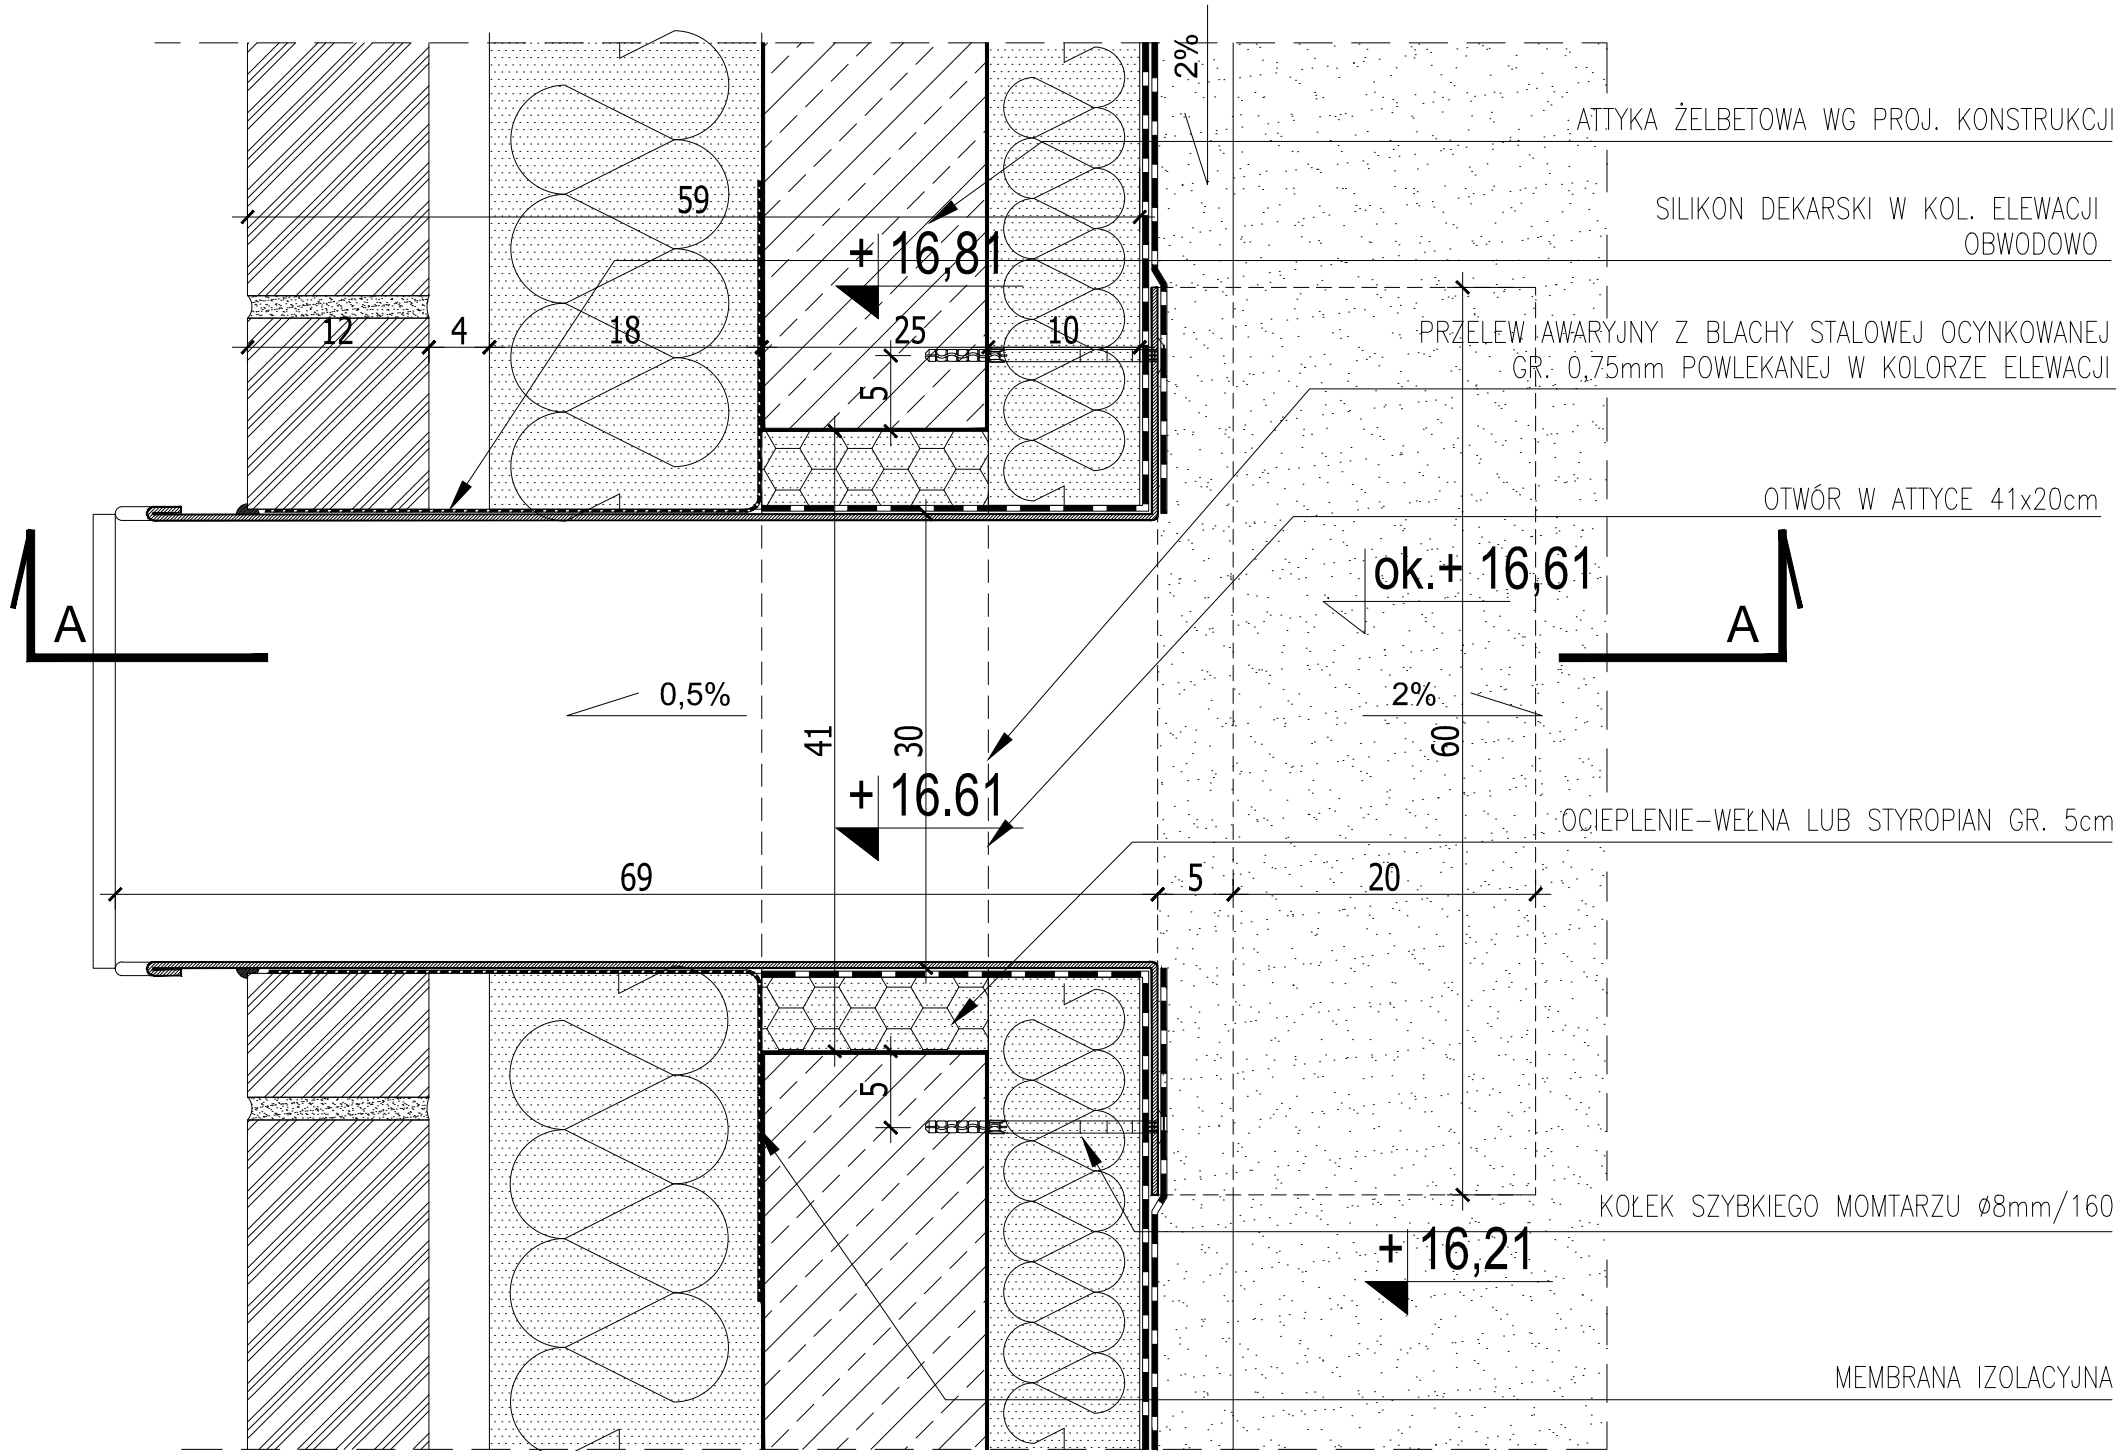 2%
ATTYKA ŻELBETOWA WG PROJ. KONSTRUKCJI
59
SILIKON DEKARSKI W KOL. ELEWACJI
OBWODOWO
+ 16,81
12
4
18
25
10
PRZELEW AWARYJNY Z BLACHY STALOWEJ OCYNKOWANEJ
GR. 0,75mm POWLEKANEJ W KOLORZE ELEWACJI
5
OTWÓR W ATTYCE 41x20cm
ok.+ 16,61
A
A
0,5%
2%
41
30
60
+ 16.61
OCIEPLENIE-WEŁNA LUB STYROPIAN GR. 5cm
69
5
20
5
KOŁEK SZYBKIEGO MOMTARZU ø8mm/160
+ 16,21
MEMBRANA IZOLACYJNA